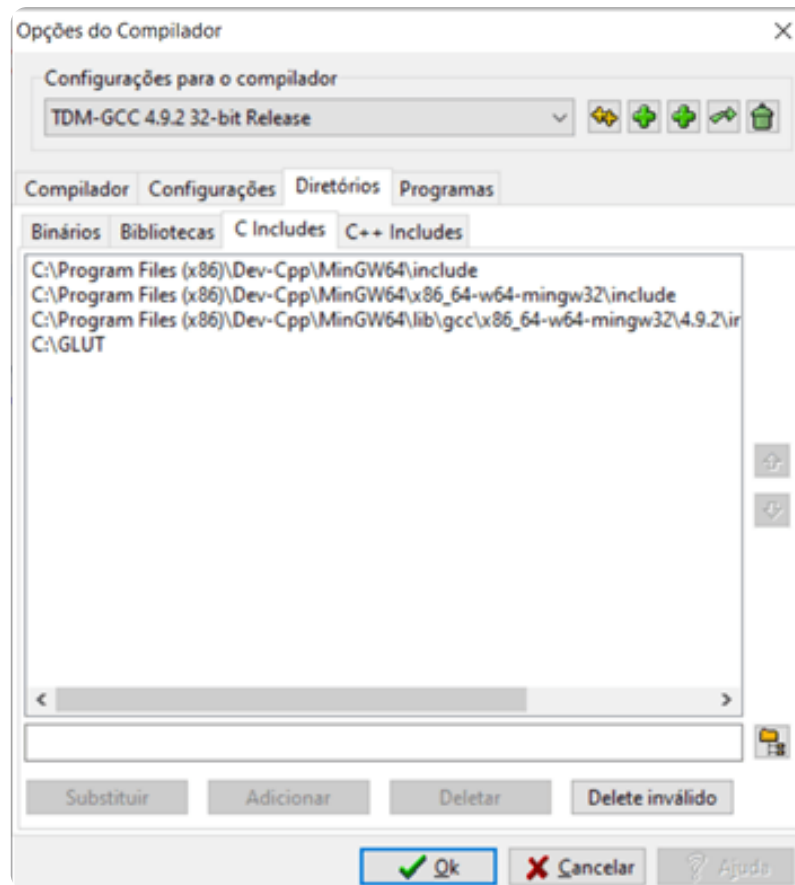 Opções do Compilador
Configurações para o compilador
TDM-GCC 4.9.2 32-bit Release
Compilador Configurações Diretórios Programas
Binários Bibliotecas C Includes C++ Includes
C:\Program Files (x86)\Dev-Cpp\MinGW64\include
C:\Program Files (x86)\Dev-Cpp\MinGW64\x86_64-w64-mingw32\include
C:\Program Files (x86)\Dev-Cpp\MinGW64\lib\gcc\x86_64-w64-mingw32\4.9.2\ir
C:\GLUT
Substituir Adicionar Deletar Delete inválido
Ok Cancelar Ajuda